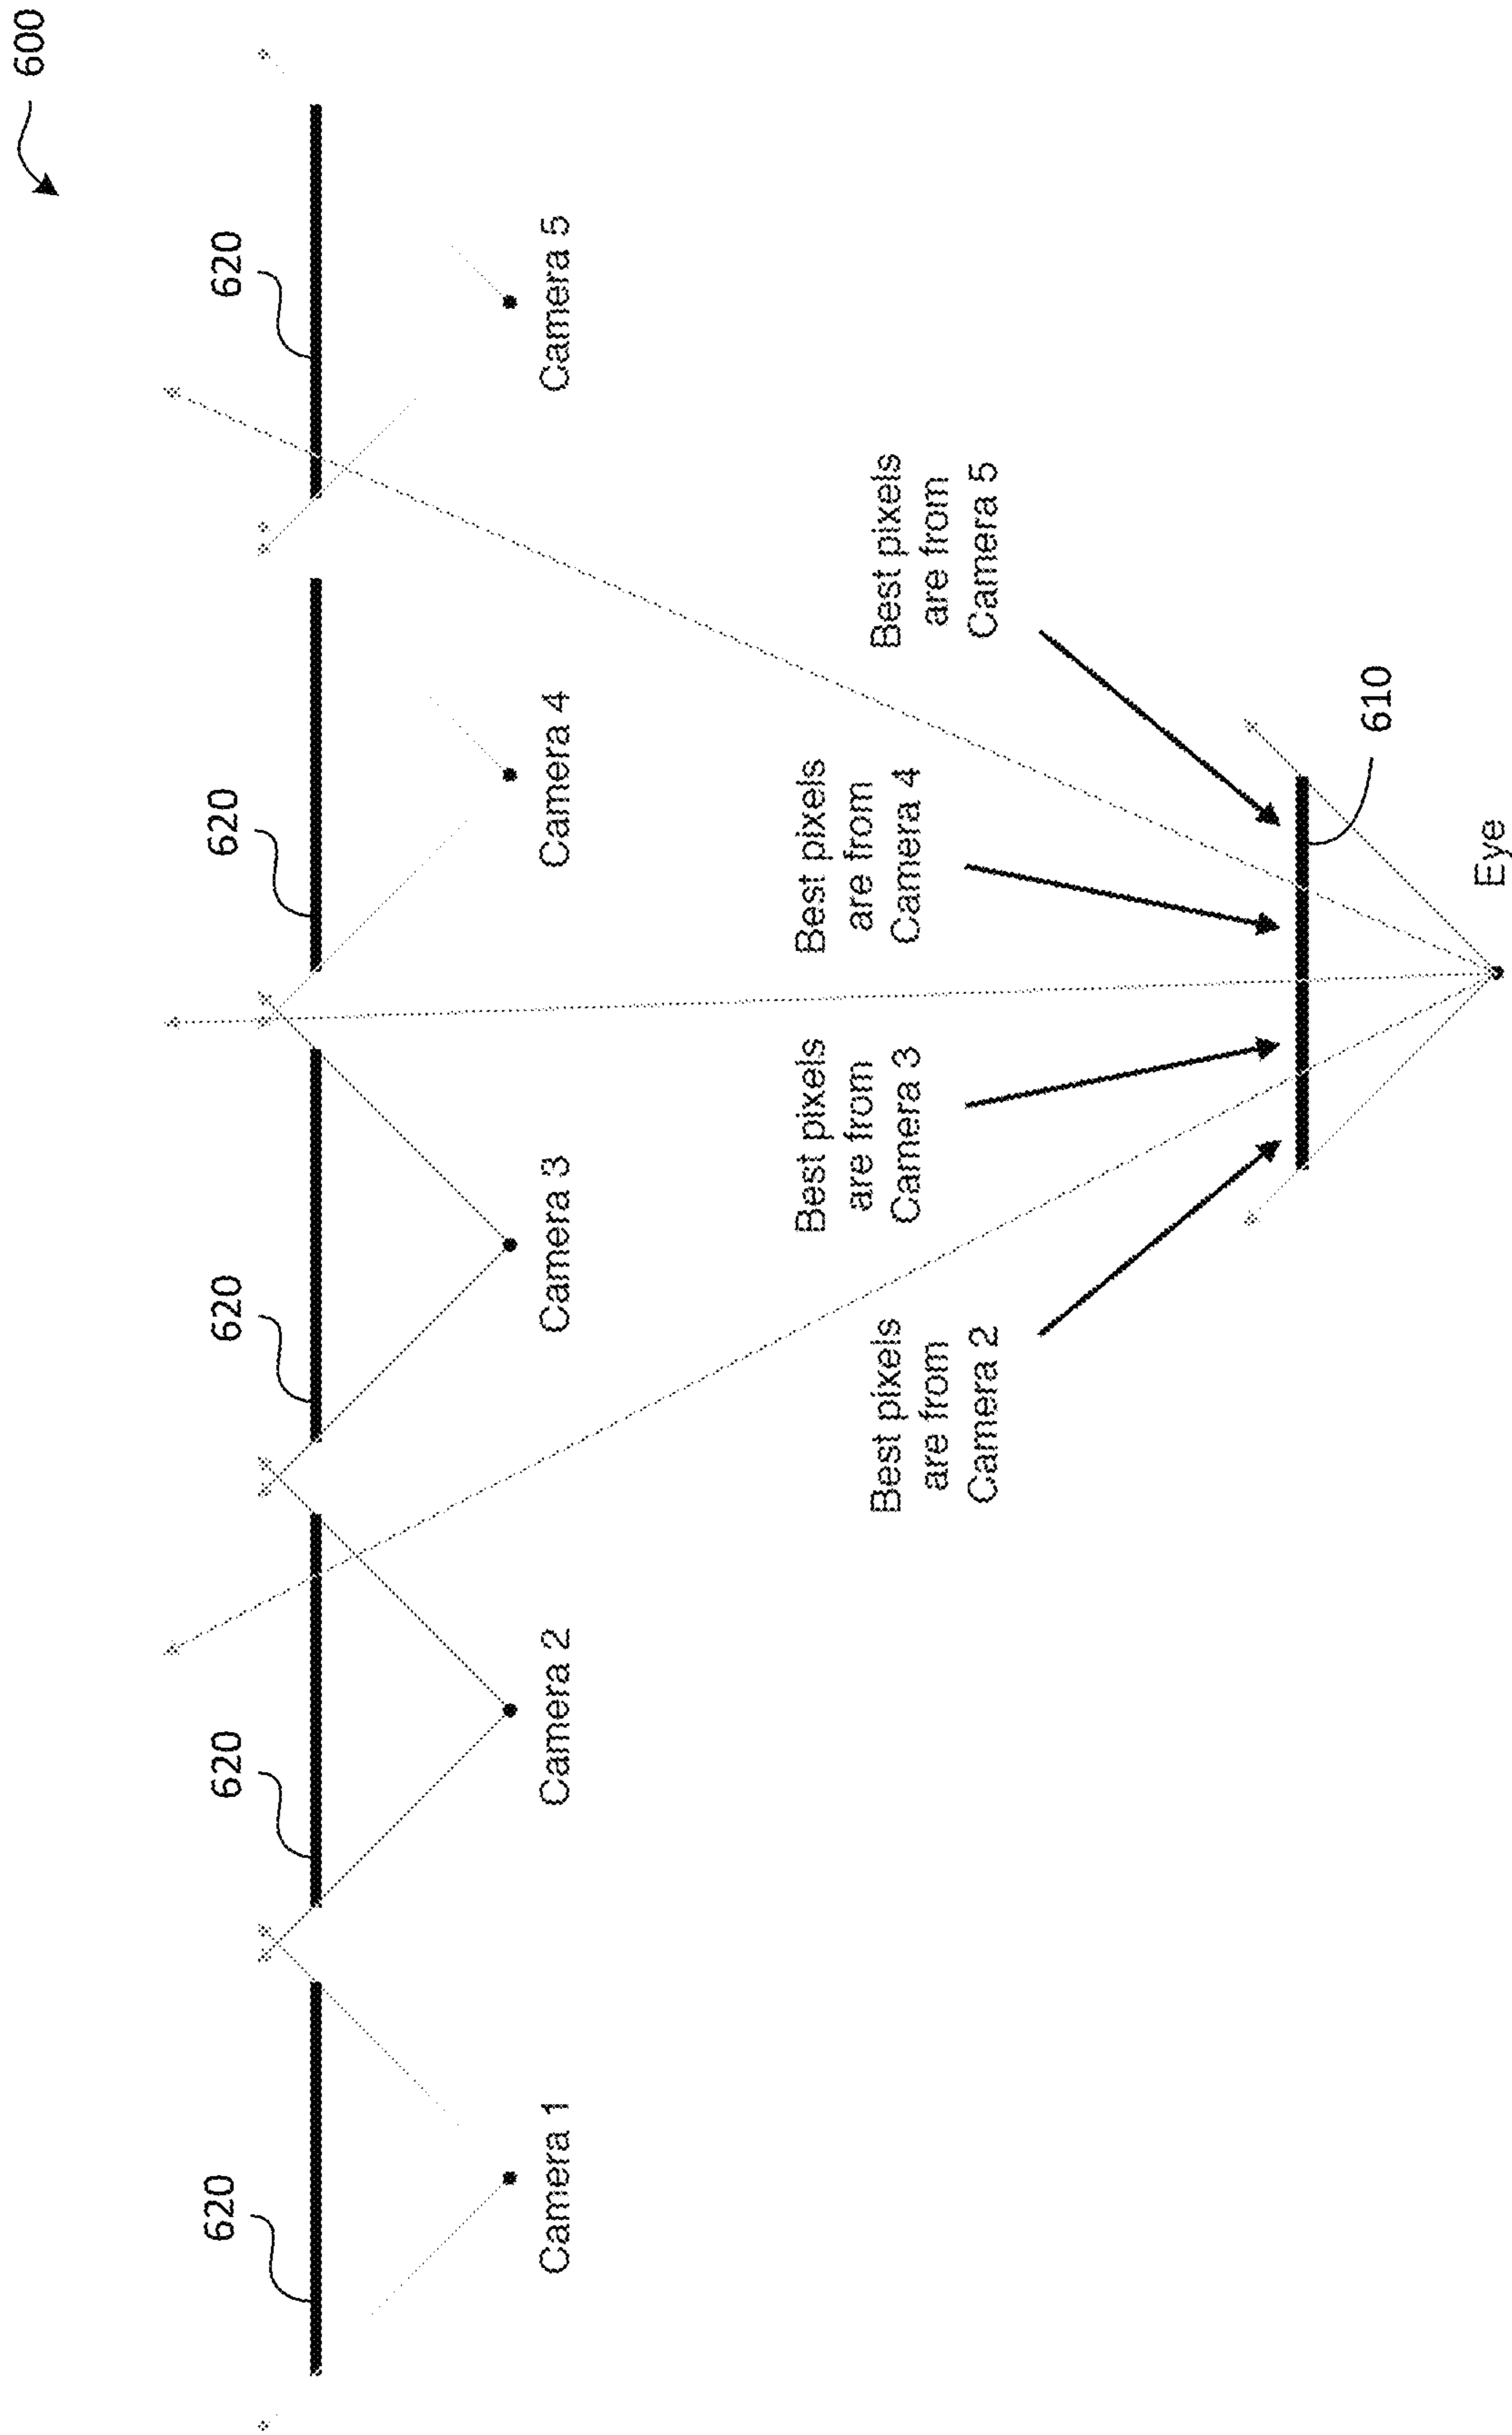 600
620
620
620
620
620
Camera 1
Camera 2
Camera 3
Camera 4
Camera 5
Best pixels
are from
Camera 2
Best pixels
are from
Camera 3
Best pixels
are from
Camera 4
Best pixels
are from
Camera 5
610
Eye